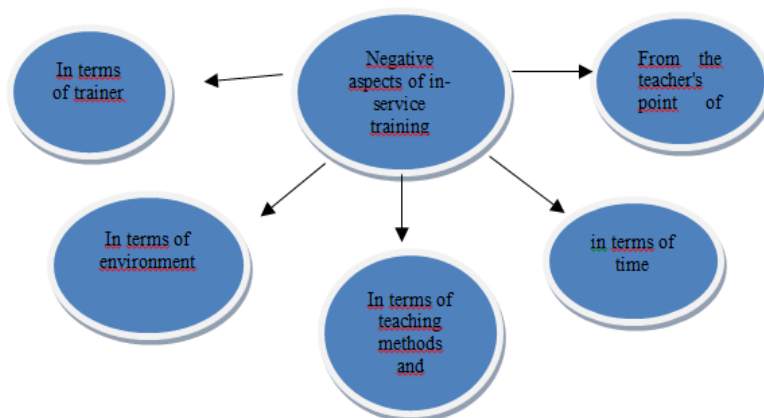 In terms
of trainer
Negative
aspects of in-
service
training
From the
teacher's
point of
In terms of
environment
In terms of
teaching
methods
and
in terms of
time